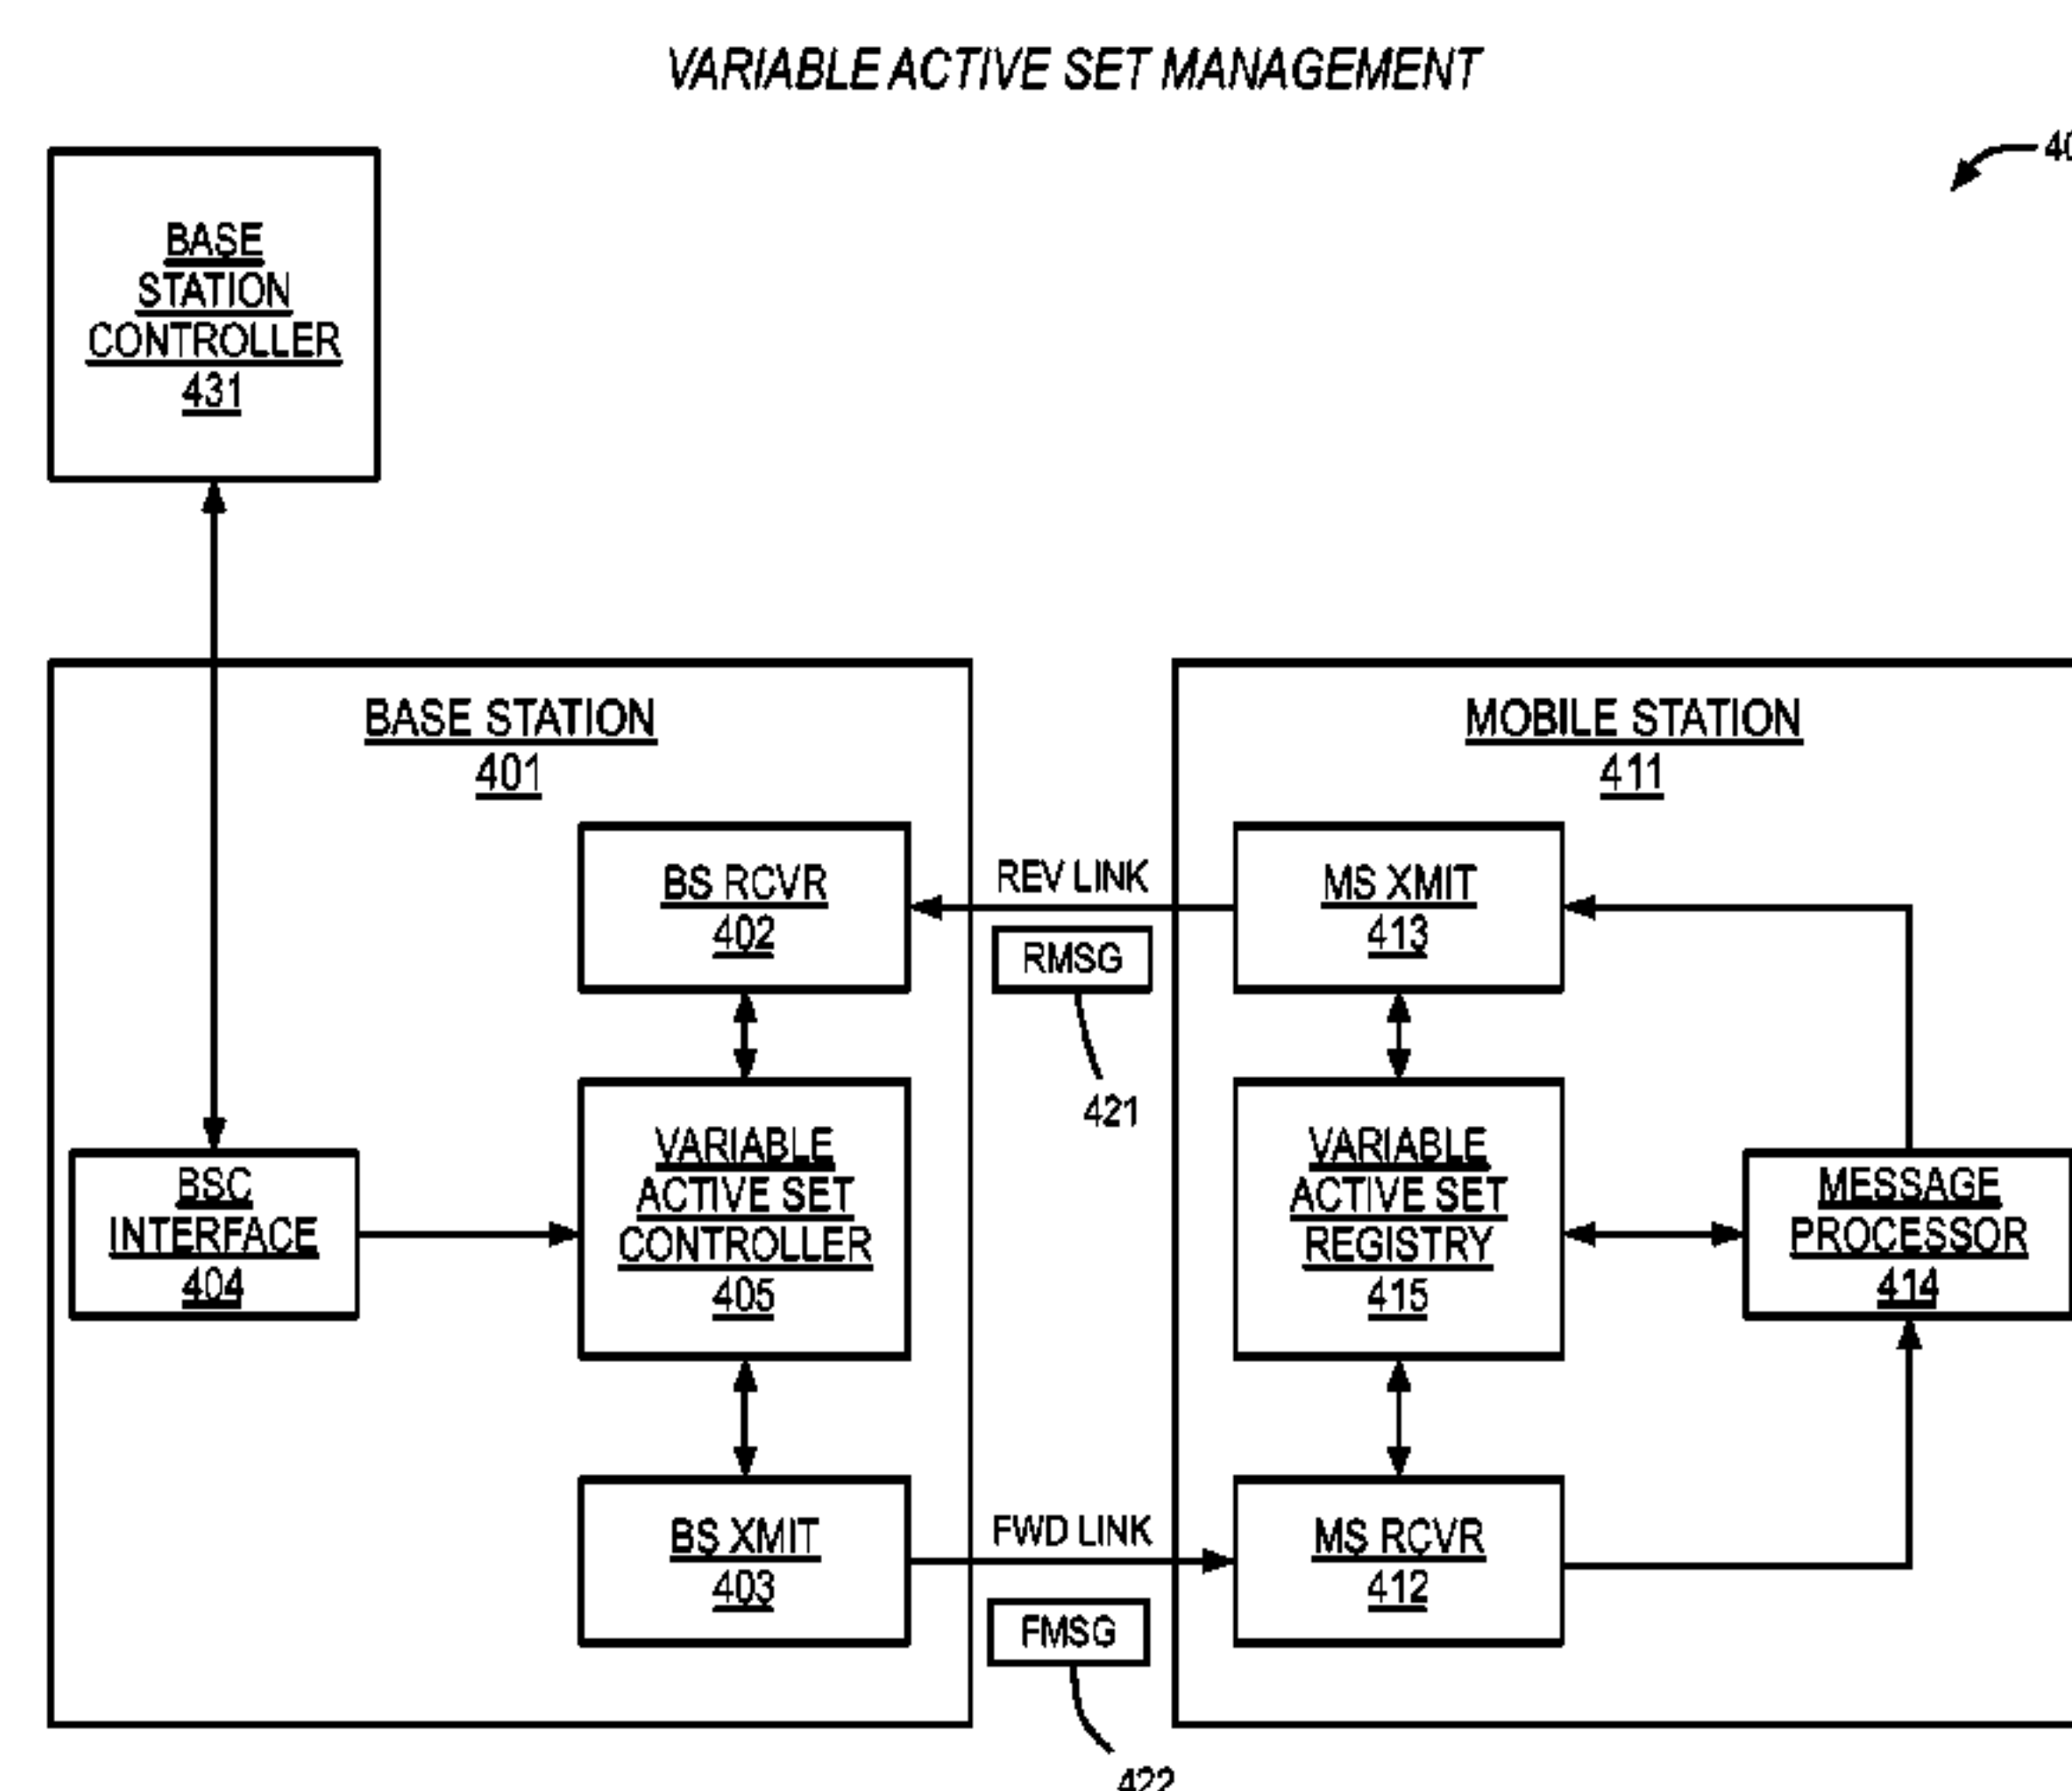 VARIABLE ACTIVE SET MANAGEMENT
BASE
STATION
CONTROLLER
431
BASE STATION
401
MOBILE STATION
411
BS RCVR
402
REV LINK
RMSG
421
MS XMIT
413
BSC
INTERFACE
404
VARIABLE
ACTIVE SET
CONTROLLER
405
VARIABLE
ACTIVE SET
REGISTRY
415
MESSAGE
PROCESSOR
414
BS XMIT
403
FWD LINK
FMSG
422
MS RCVR
412